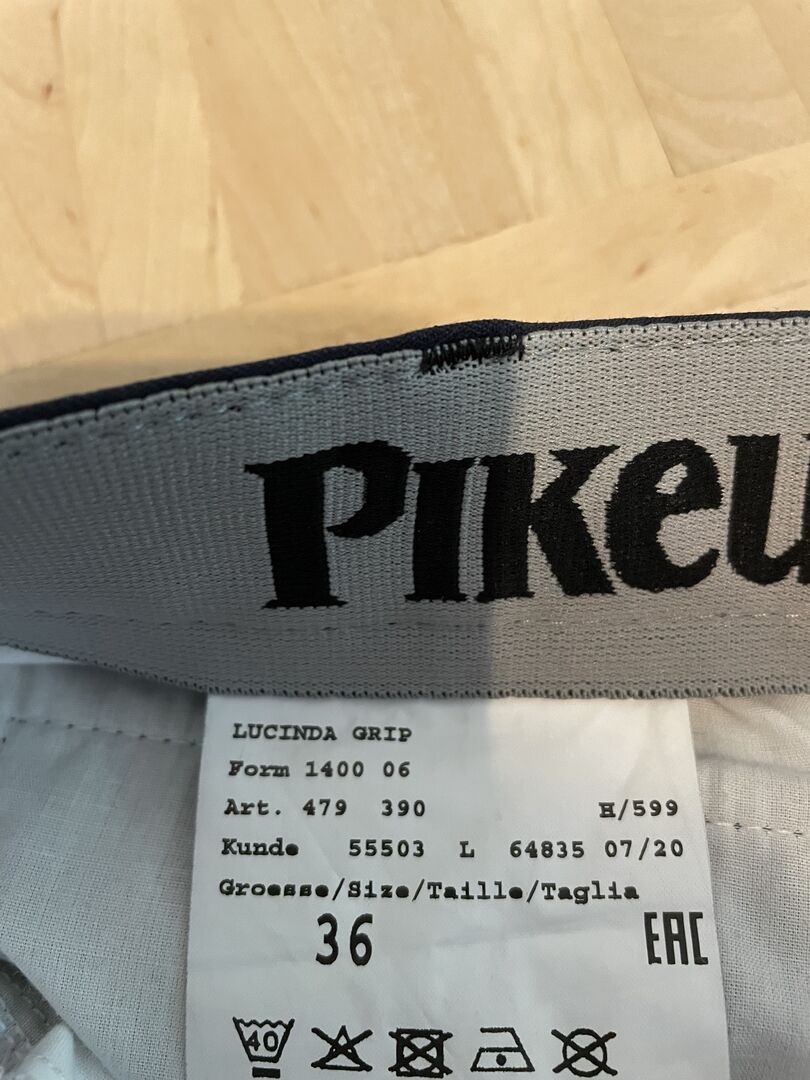 PIKEU
LUCINDA GRIP
Form 1400 06
Art. 479 390 H/599
Kunde 55503 L 64835 07/20
Groesse/Size/Taille/Taglia
36 EAC
40